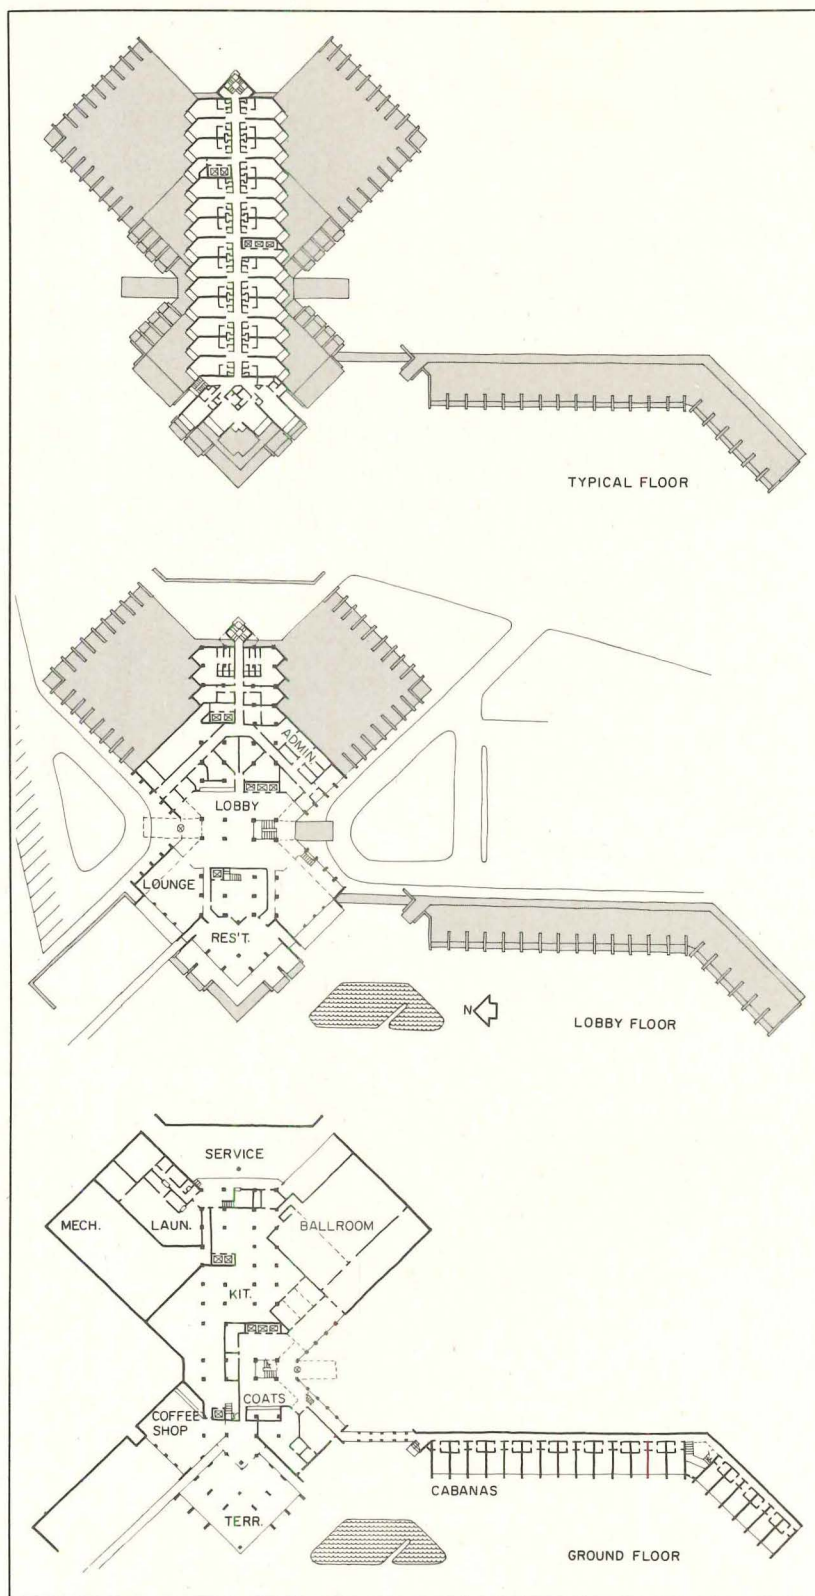 TYPICAL FLOOR
ADMIN.
LOBBY
LOUNGE
RES'T.
N
LOBBY FLOOR
SERVICE
MECH.
LAUN.
BALLROOM
KIT.
COATS
COFFEE
SHOP
CABANAS
TERR.
GROUND FLOOR